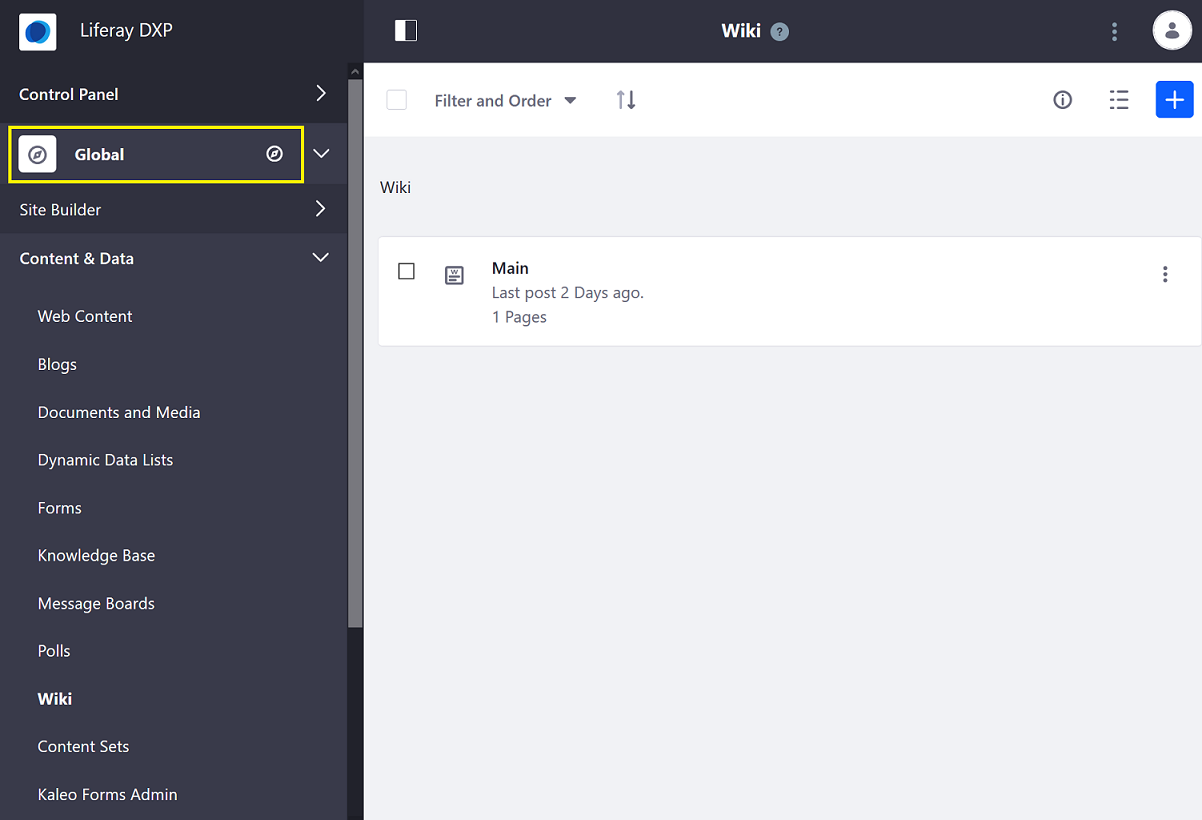 Liferay DXP
Wiki ?
Control Panel
Filter and Order
Global
Wiki
Site Builder
Content & Data
Main
Last post 2 Days ago.
1 Pages
Web Content
Blogs
Documents and Media
Dynamic Data Lists
Forms
Knowledge Base
Message Boards
Polls
Wiki
Content Sets
Kaleo Forms Admin